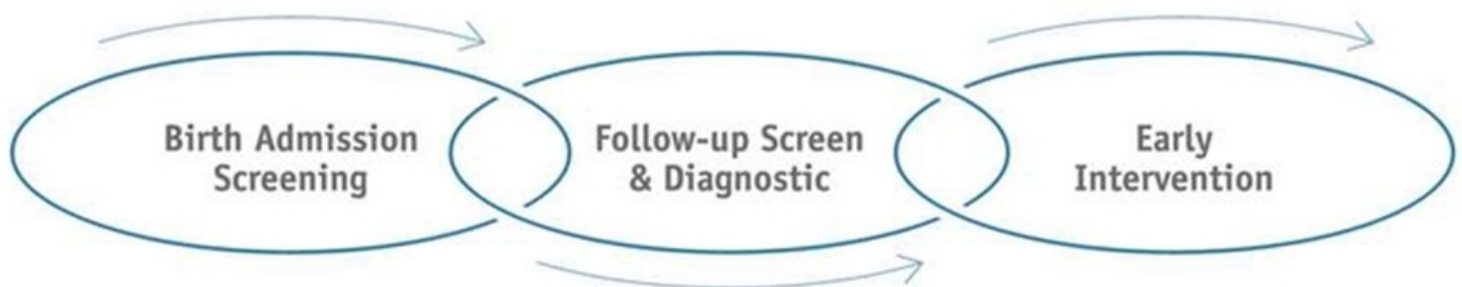 Birth Admission
Screening
Follow-up Screen
& Diagnostic
Early
Intervention